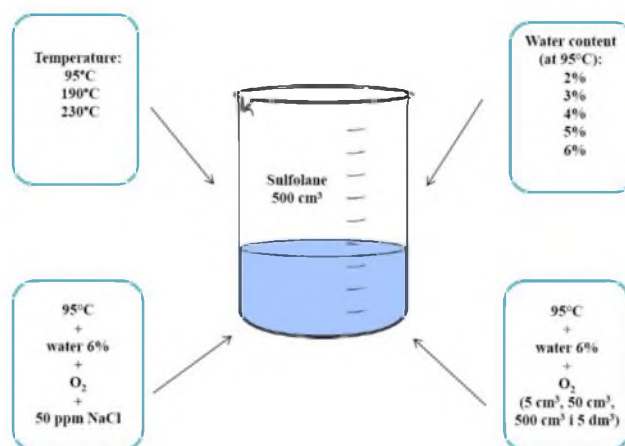 Temperature:
95°C
190°C
230°C
Water content
(at 95°C):
2%
3%
4%
5%
6%
Sulfolane
500 cm³
95°C
+
water 6%
+
O₂
+
50 ppm NaCl
95°C
+
water 6%
+
O₂
(5 cm³, 50 cm³,
500 cm³ i 5 dm³)